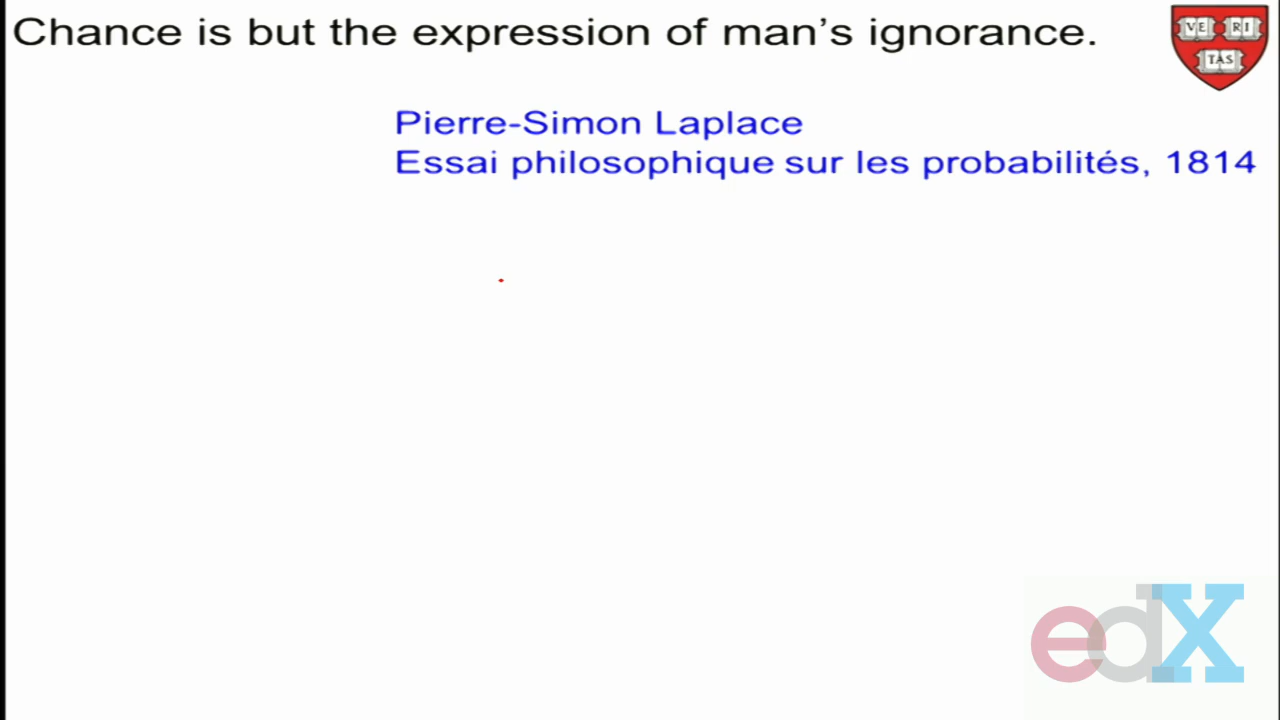 Chance is but the expression of man’s ignorance.
VE RI
TAS
Pierre-Simon Laplace
Essai philosophique sur les probabilités, 1814
edX